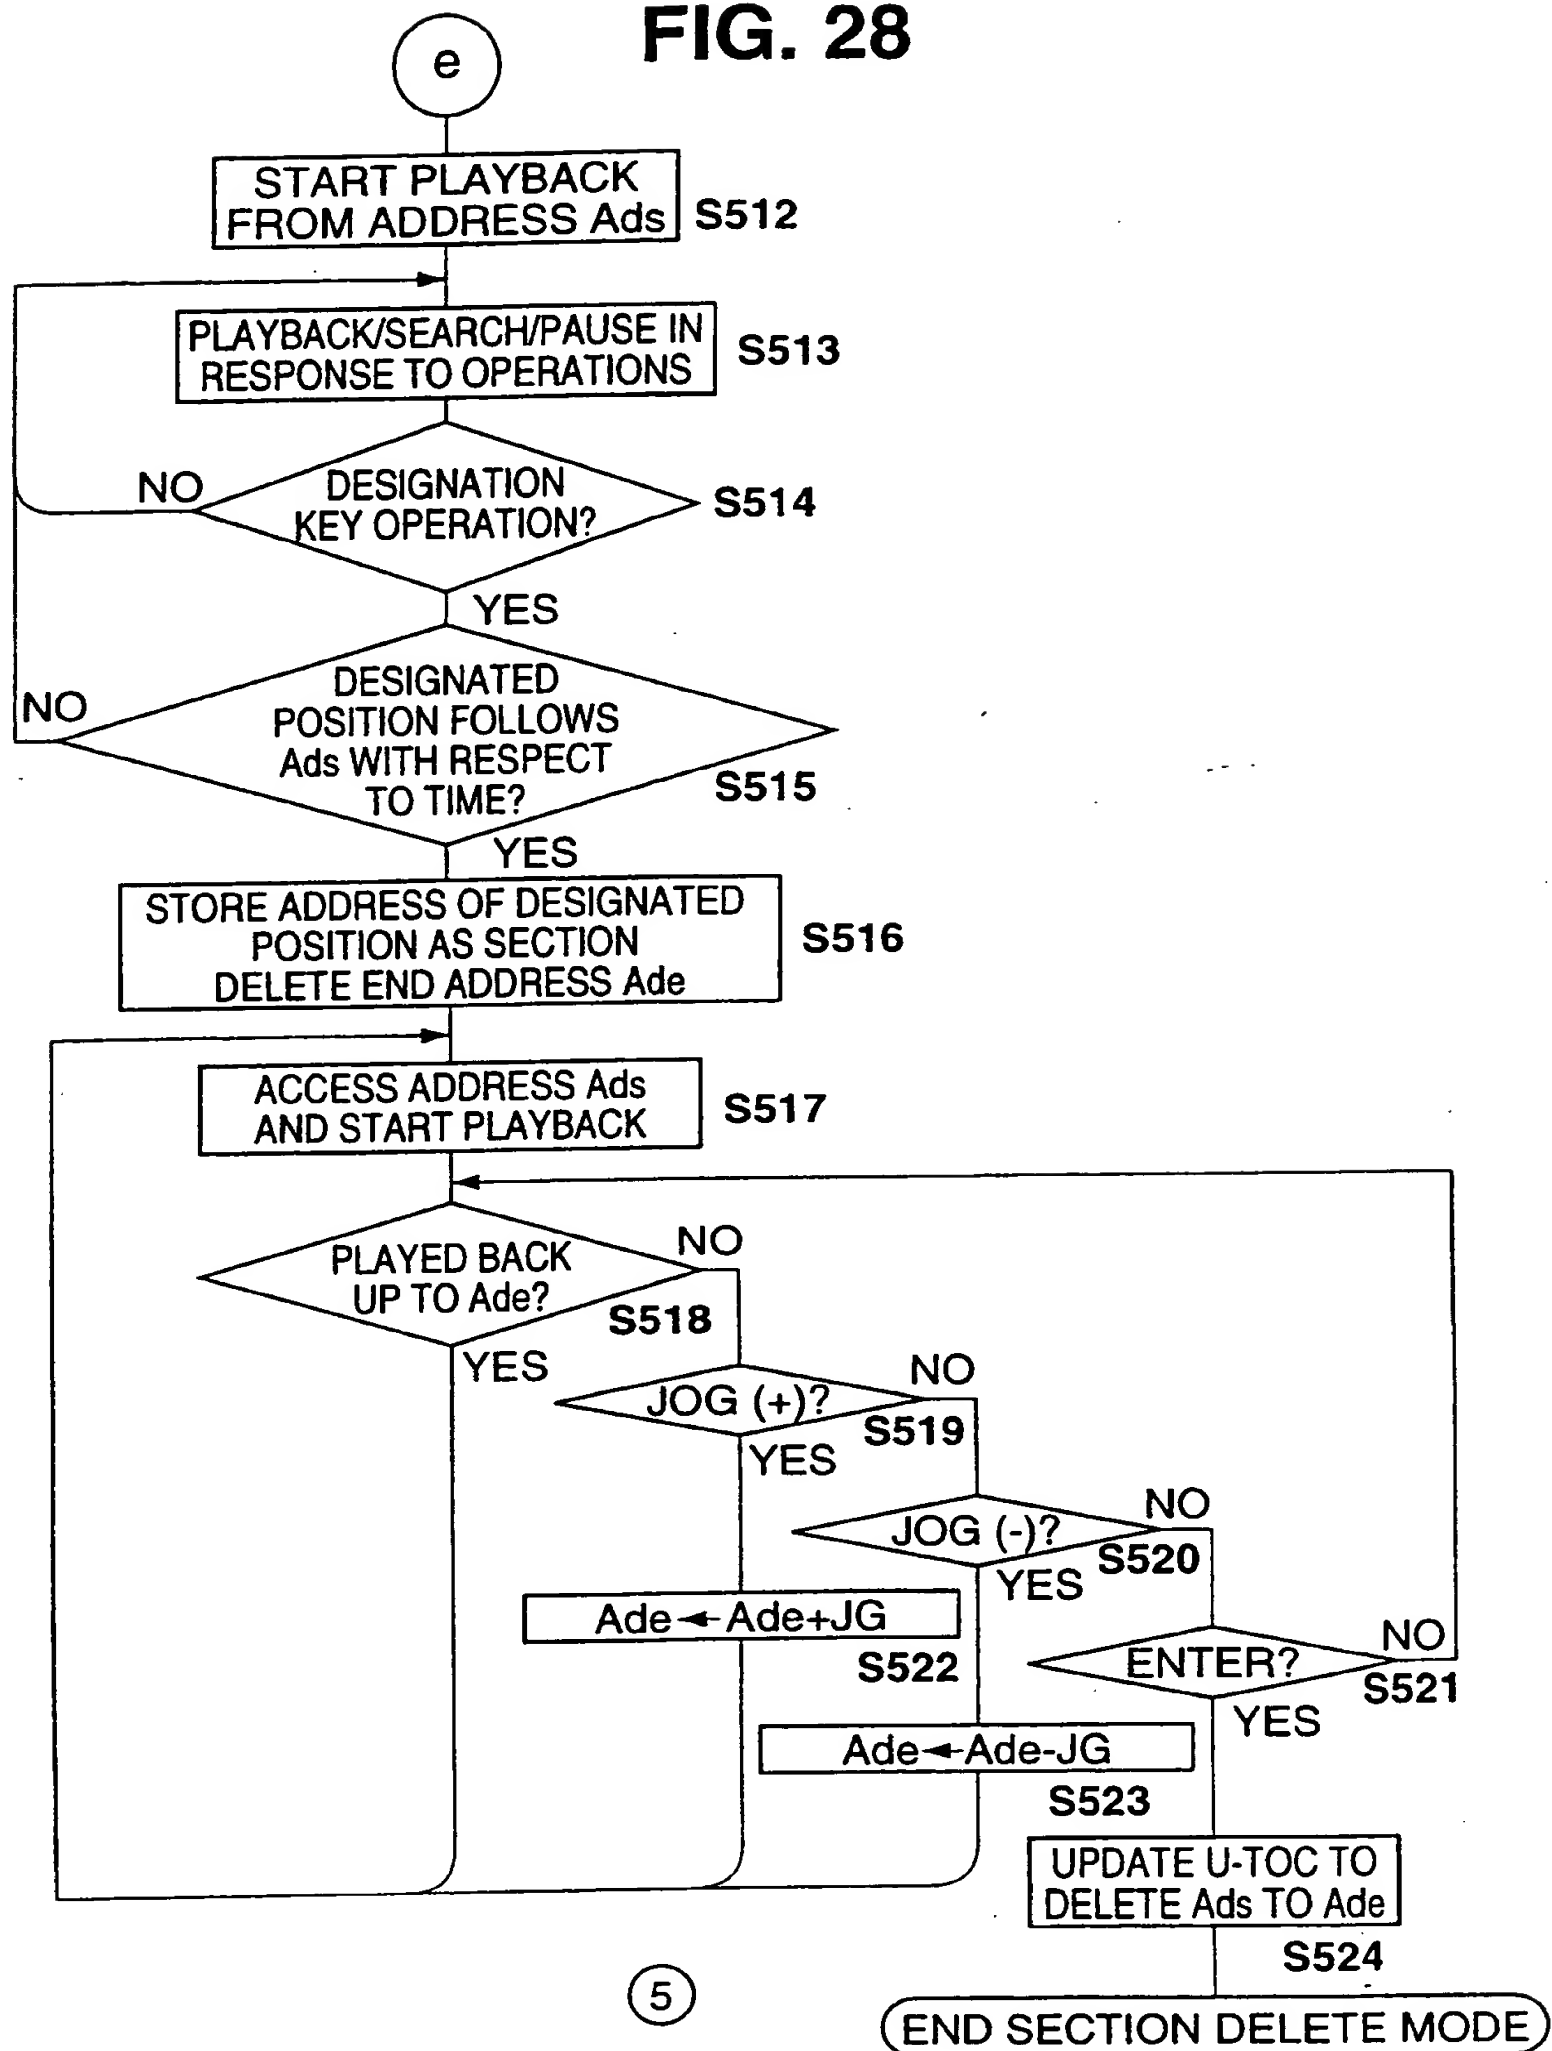 FIG. 28
e
START PLAYBACK
FROM ADDRESS Ads
S512
PLAYBACK/SEARCH/PAUSE IN
RESPONSE TO OPERATIONS
S513
NO
DESIGNATION
KEY OPERATION?
S514
YES
NO
DESIGNATED
POSITION FOLLOWS
Ads WITH RESPECT
TO TIME?
S515
YES
STORE ADDRESS OF DESIGNATED
POSITION AS SECTION
DELETE END ADDRESS Ade
S516
ACCESS ADDRESS Ads
AND START PLAYBACK
S517
PLAYED BACK
UP TO Ade?
NO
S518
YES
JOG (+)?
NO
S519
YES
JOG (-)?
NO
S520
YES
Ade←Ade+JG
S522
ENTER?
NO
S521
YES
Ade←Ade-JG
S523
UPDATE U-TOC TO
DELETE Ads TO Ade
S524
5
END SECTION DELETE MODE